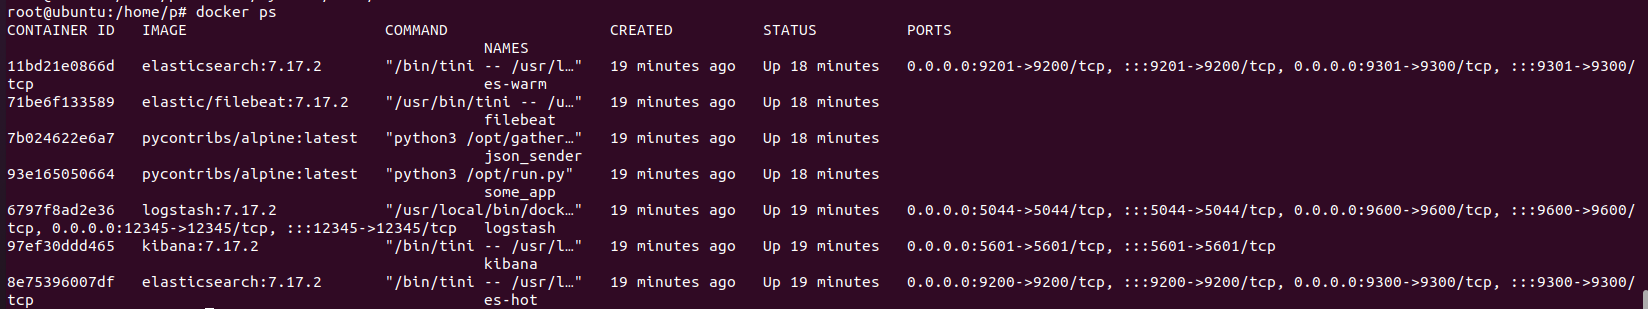 root@ubuntu:/home/p# docker ps
CONTAINER ID   IMAGE                      COMMAND                  CREATED          STATUS          PORTS
NAMES
11bd21e0866d   elasticsearch:7.17.2       "/bin/tini -- /usr/l…"   19 minutes ago   Up 18 minutes   0.0.0.0:9201->9200/tcp, :::9201->9200/tcp, 0.0.0.0:9301->9300/tcp, :::9301->9300/
tcp                                                  es-warm
71be6f133589   elastic/filebeat:7.17.2    "/usr/bin/tini -- /u…"   19 minutes ago   Up 18 minutes
filebeat
7b024622e6a7   pycontribs/alpine:latest   "python3 /opt/gather…"   19 minutes ago   Up 18 minutes
json_sender
93e165050664   pycontribs/alpine:latest   "python3 /opt/run.py"    19 minutes ago   Up 18 minutes
some_app
6797f8ad2e36   logstash:7.17.2            "/usr/local/bin/dock…"   19 minutes ago   Up 19 minutes   0.0.0.0:5044->5044/tcp, :::5044->5044/tcp, 0.0.0.0:9600->9600/tcp, :::9600->9600/
tcp, 0.0.0.0:12345->12345/tcp, :::12345->12345/tcp   logstash
97ef30ddd465   kibana:7.17.2              "/bin/tini -- /usr/l…"   19 minutes ago   Up 19 minutes   0.0.0.0:5601->5601/tcp, :::5601->5601/tcp
kibana
8e75396007df   elasticsearch:7.17.2       "/bin/tini -- /usr/l…"   19 minutes ago   Up 19 minutes   0.0.0.0:9200->9200/tcp, :::9200->9200/tcp, 0.0.0.0:9300->9300/tcp, :::9300->9300/
tcp                                                  es-hot